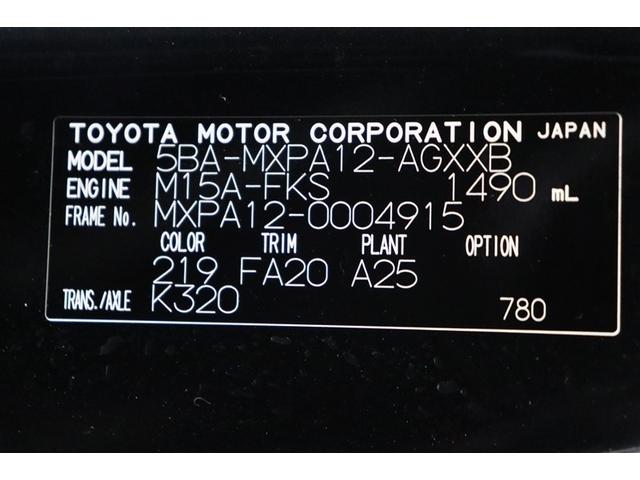 TOYOTA MOTOR CORPORATION JAPAN
MODEL 5BA-MXPA12-AGXXB
ENGINE M15A-FKS 1490 mL
FRAME No. MXPA12-0004915
COLOR TRIM PLANT OPTION
219 FA20 A25
TRANS./AXLE K320 780